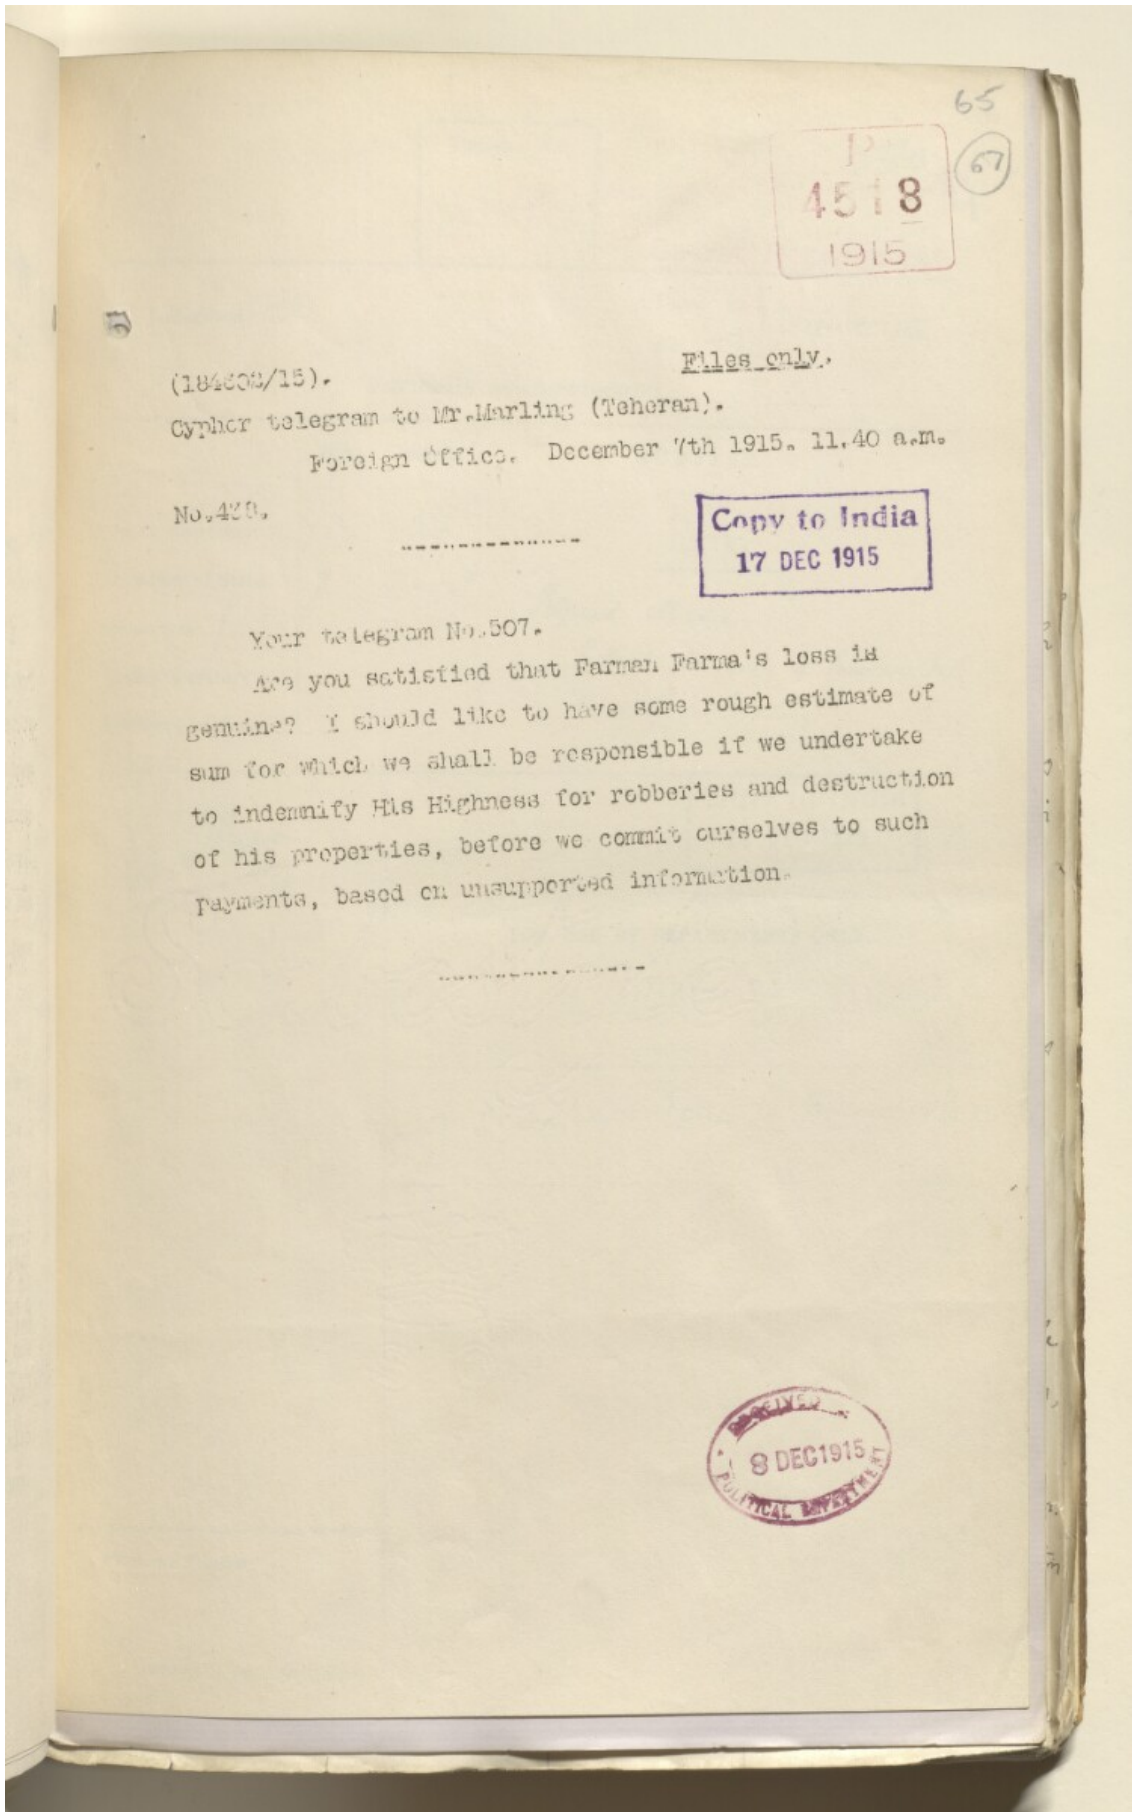 65
67
P
4518
1915
5
Files only.
Cypher telegram to Mr. Marling (Teheran).
Foreign Office. December 7th 1915. 11.40 a.m.
Copy to India
17 DEC 1915
Your telegram No. 507.
Are you satisfied that Farman Farma's loss is
genuine? I should like to have some rough estimate of
sum for which we shall be responsible if we undertake
to indemnify His Highness for robberies and destruction
of his properties, before we commit ourselves to such
payments, based on unsupported information.
RECEIVED
8 DEC 1915
POLITICAL DEPARTMENT